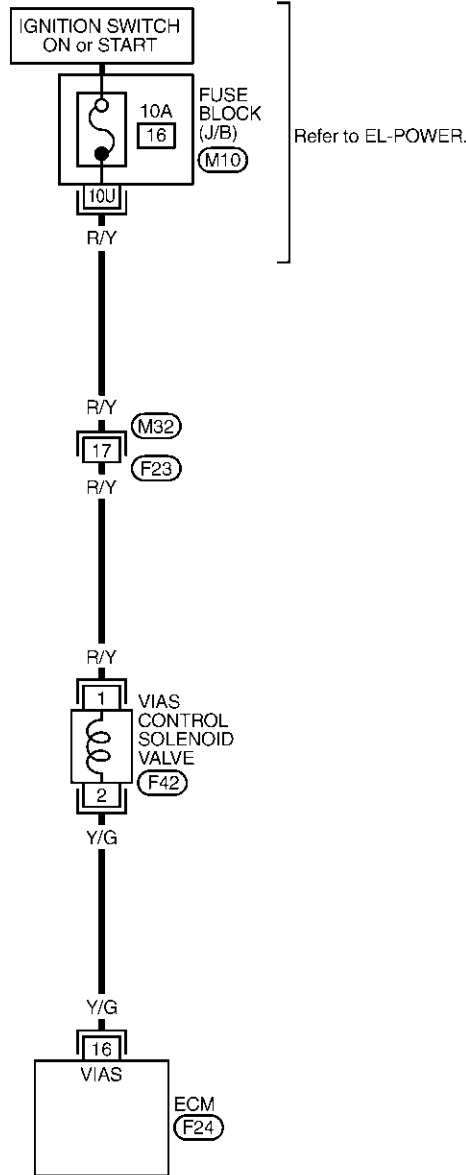 IGNITION SWITCH
ON or START
10A
16
FUSE
BLOCK
(J/B)
M10
Refer to EL-POWER.
10U
R/Y
R/Y
M32
17
F23
R/Y
R/Y
1
VIAS
CONTROL
SOLENOID
VALVE
F42
2
Y/G
Y/G
16
VIAS
ECM
F24